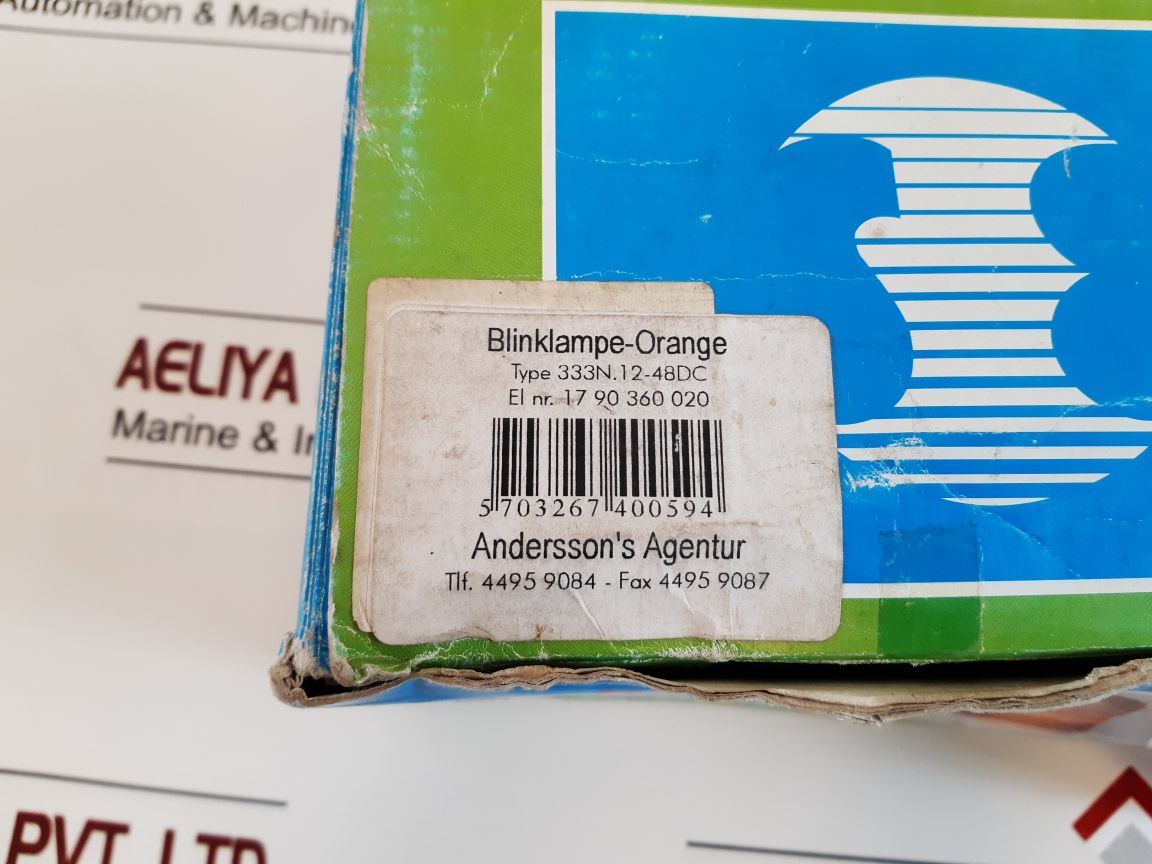 Automation & Machin
AELIYA
Marine & In
Blinklampe-Orange
Type 333N.12-48DC
El nr. 17 90 360 020
5 703267 400594
Andersson's Agentur
Tlf. 4495 9084 - Fax 4495 9087
PVT. LTD